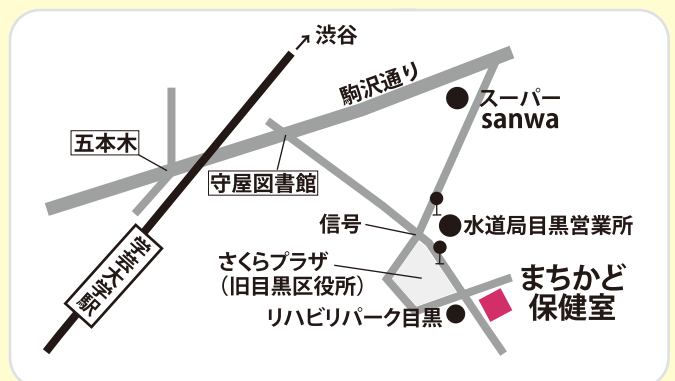 渋谷
駒沢通り
スーパー
sanwa
五本木
守屋図書館
信号
水道局目黒営業所
学芸大学駅
さくらプラザ
（旧目黒区役所）
まちかど
保健室
リハビリパーク目黒